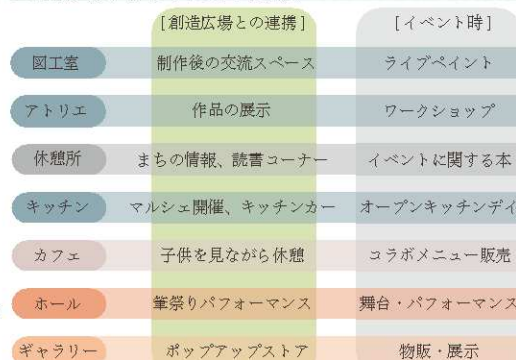 [創造広場との連携] [イベント時]
図工室 制作後の交流スペース ライブペイント
アトリエ 作品の展示 ワークショップ
休憩所 まちの情報、読書コーナー イベントに関する本
キッチン マルシェ開催、キッチンカー オープンキッチンデイ
カフェ 子供を見ながら休憩 コラボメニュー販売
ホール 筆祭りパフォーマンス 舞台・パフォーマンス
ギャラリー ポップアップストア 物販・展示